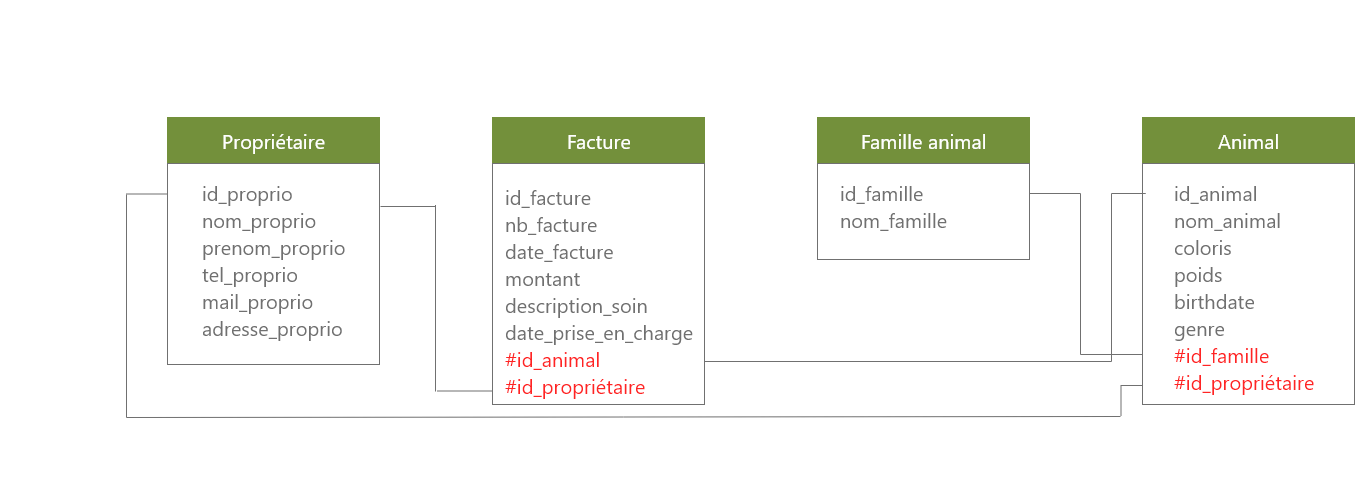 Propriétaire
id_proprio
nom_proprio
prenom_proprio
tel_proprio
mail_proprio
adresse_proprio
Facture
id_facture
nb_facture
date_facture
montant
description_soin
date_prise_en_charge
#id_animal
#id_propriétaire
Famille animal
id_famille
nom_famille
Animal
id_animal
nom_animal
coloris
poids
birthdate
genre
#id_famille
#id_propriétaire